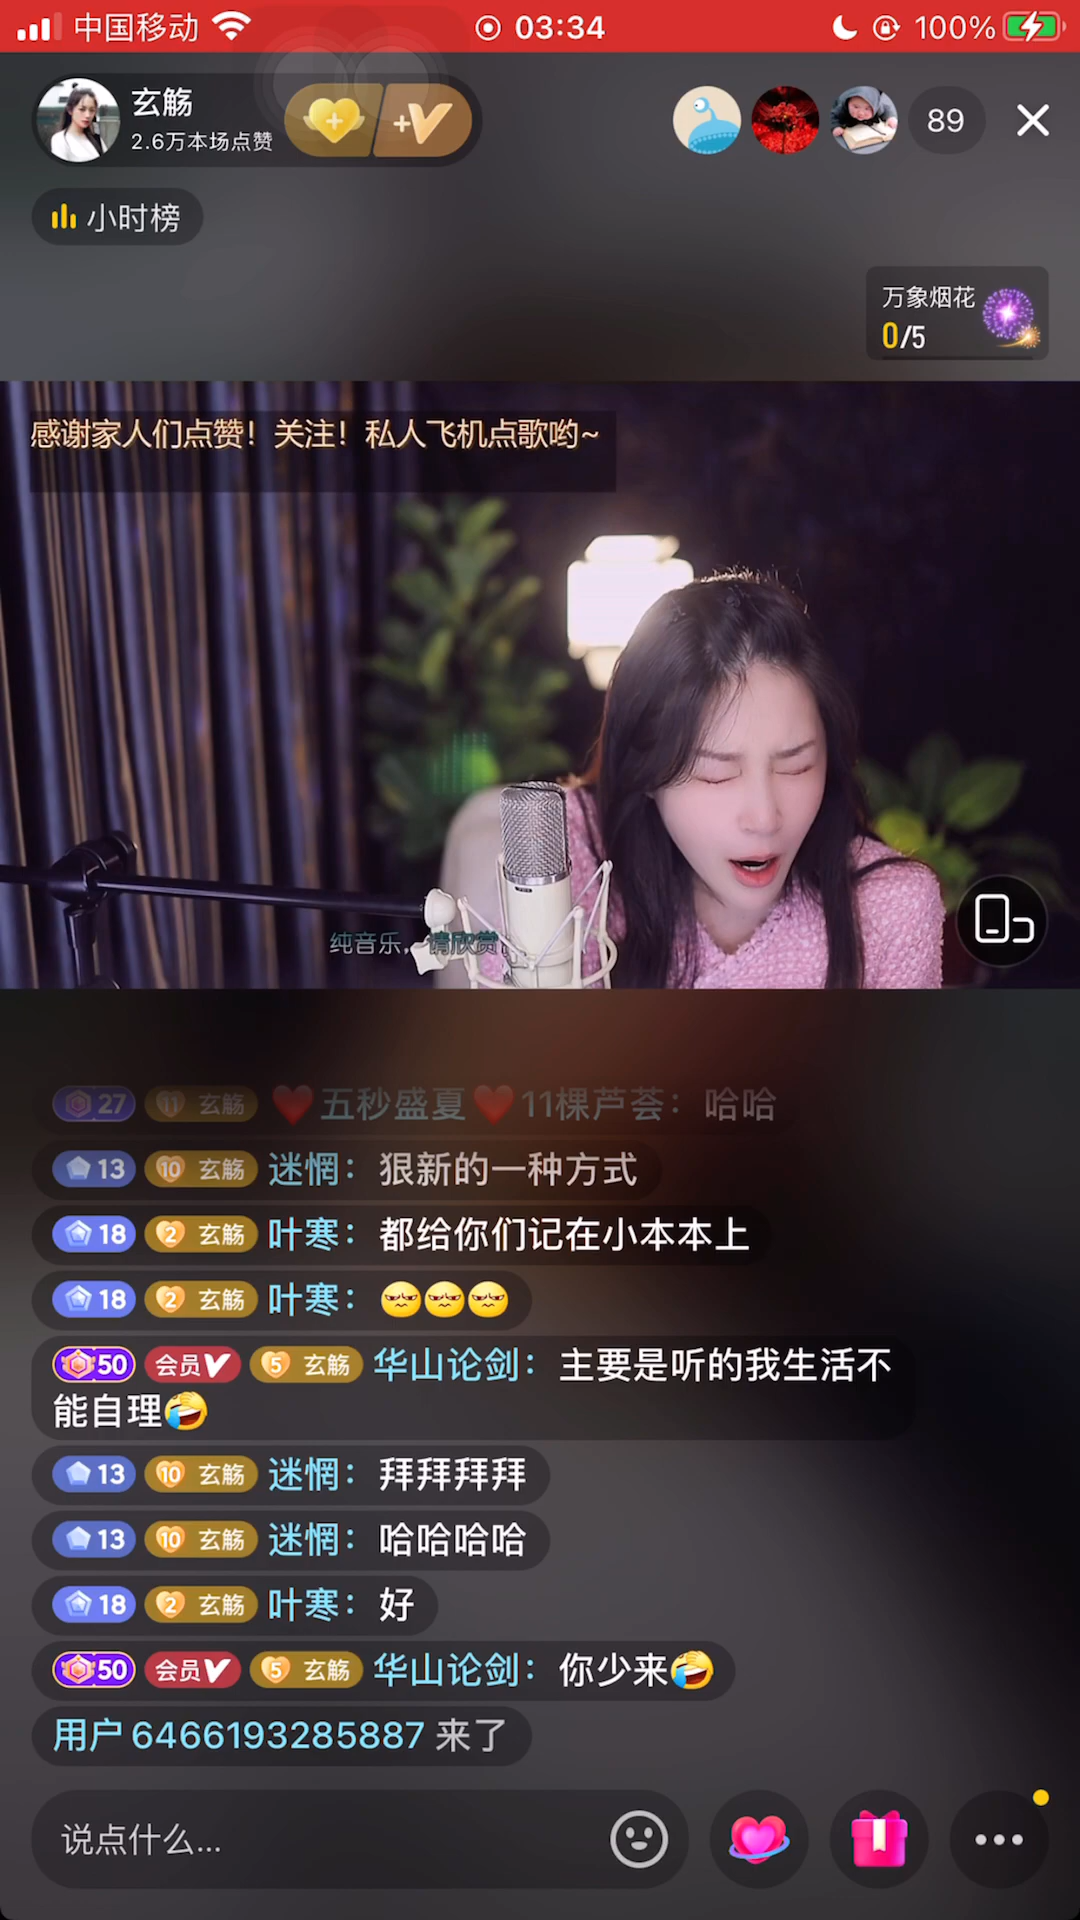 中国移动 03:34 100%
玄觞
2.6万本场点赞
+ +V
89
小时榜
万象烟花
0/5
感谢家人们点赞！关注！私人飞机点歌哟~
纯音乐，请欣赏
27 11 玄觞 ❤️五秒盛夏❤️11棵芦荟：哈哈
13 10 玄觞 迷惘：狠新的一种方式
18 2 玄觞 叶寒：都给你们记在小本本上
18 2 玄觞 叶寒：
50 会员 5 玄觞 华山论剑：主要是听的我生活不
能自理🤣
13 10 玄觞 迷惘：拜拜拜拜
13 10 玄觞 迷惘：哈哈哈哈
18 2 玄觞 叶寒：好
50 会员 5 玄觞 华山论剑：你少来🤣
用户6466193285887 来了
说点什么...